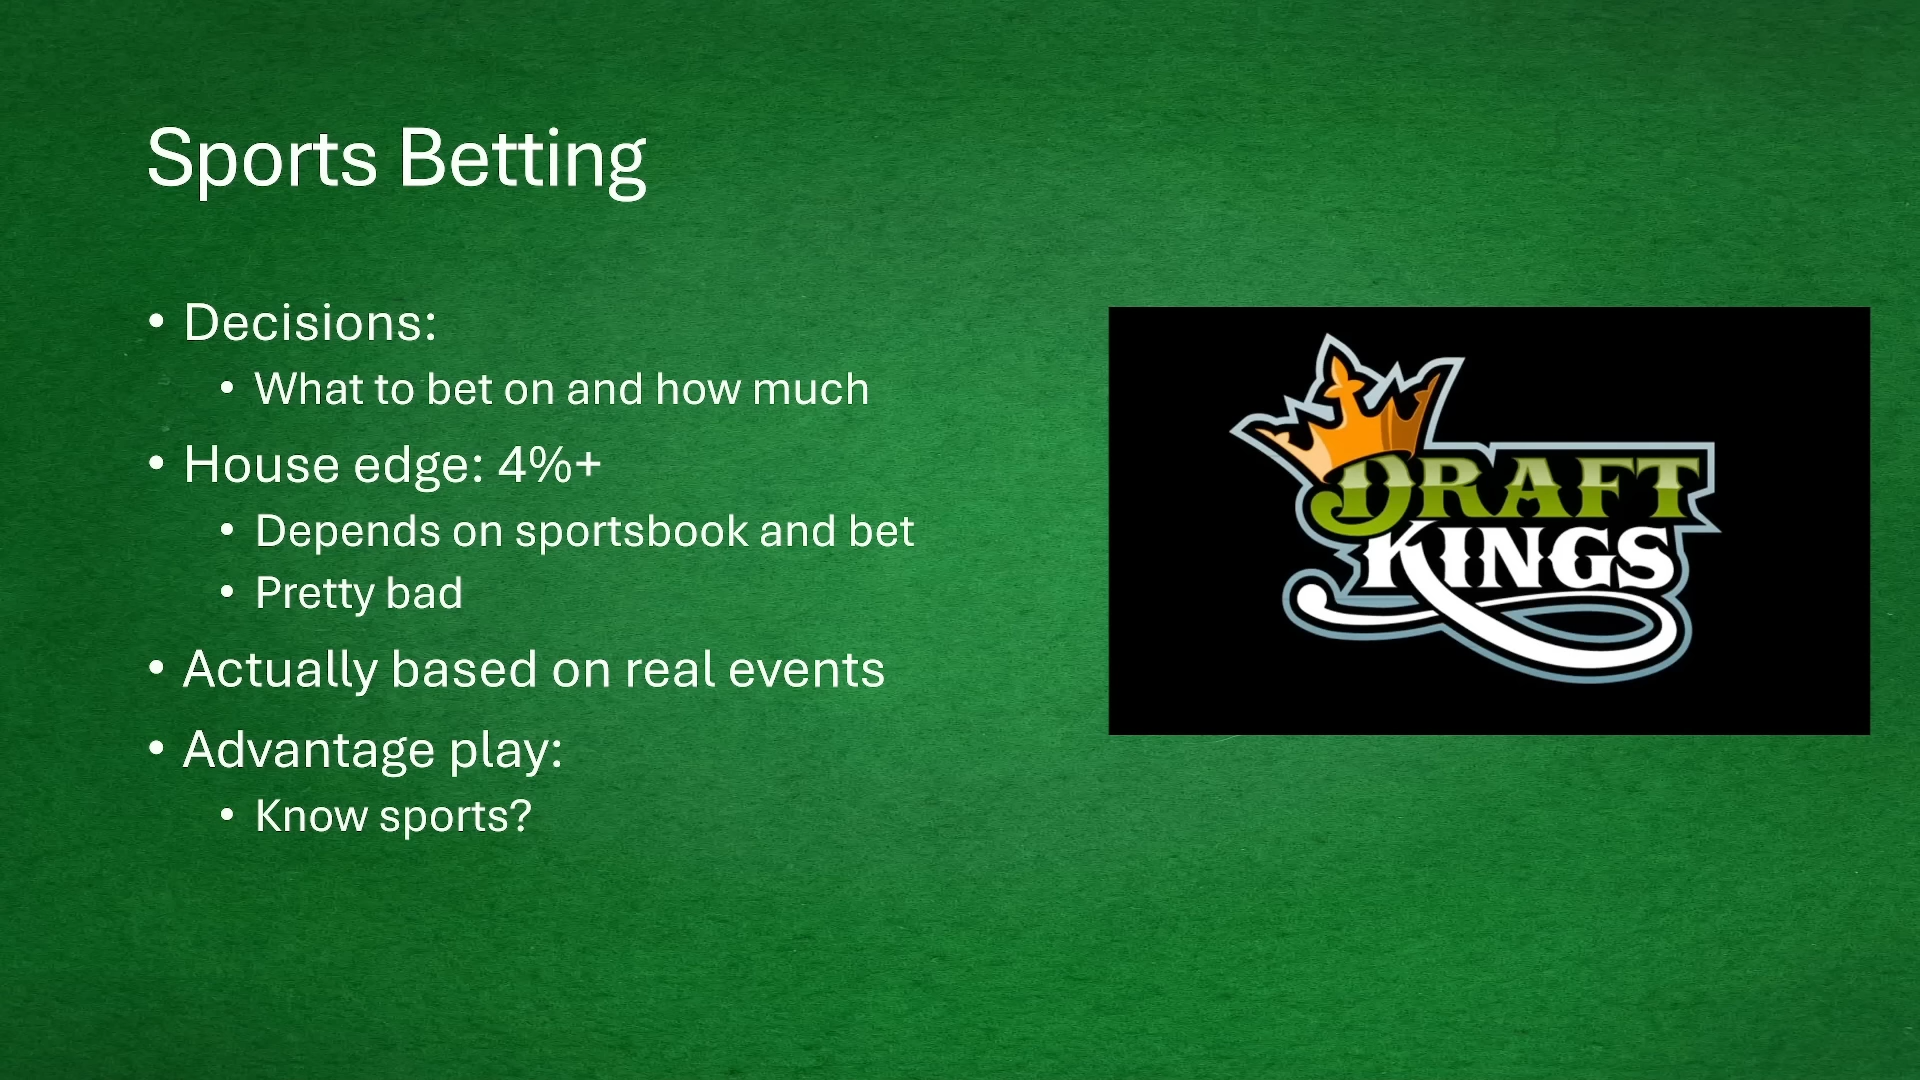 Sports Betting
• Decisions:
• What to bet on and how much
• House edge: 4%+
• Depends on sportsbook and bet
• Pretty bad
• Actually based on real events
• Advantage play:
• Know sports?
DRAFT
KINGS